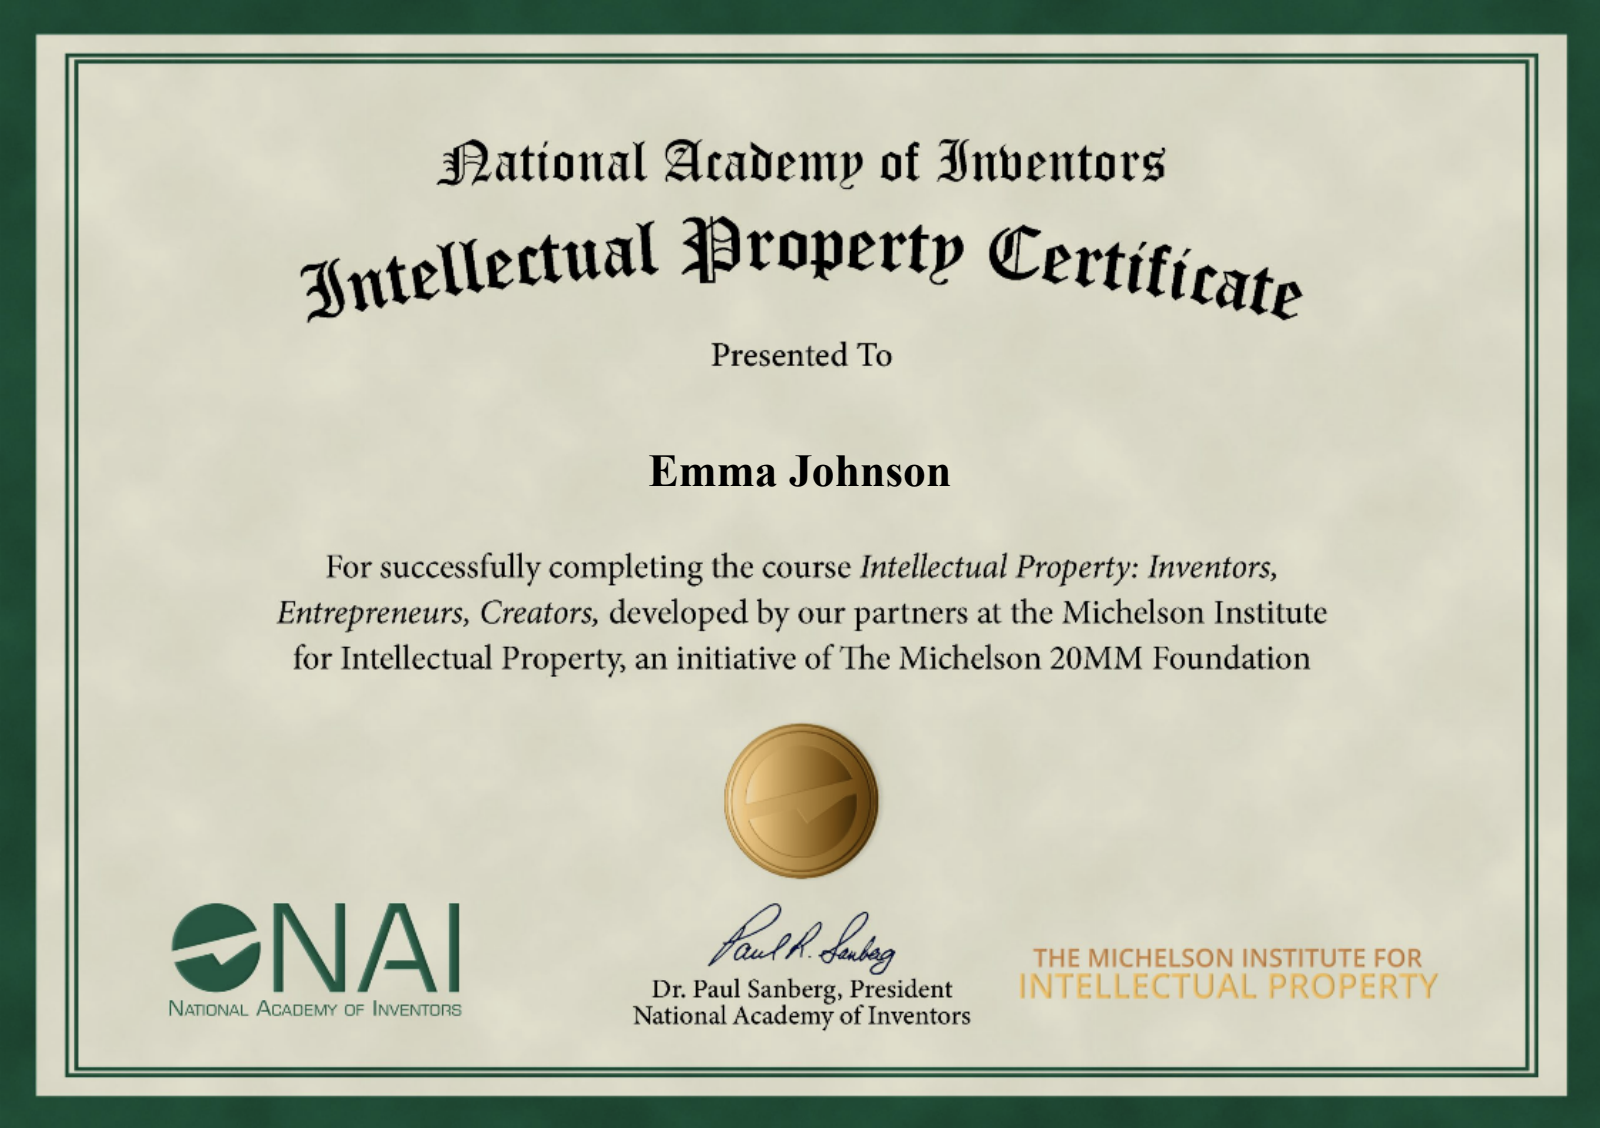 National Academy of Inventors
Intellectual Property Certificate
Presented To
Emma Johnson
For successfully completing the course Intellectual Property: Inventors,
Entrepreneurs, Creators, developed by our partners at the Michelson Institute
for Intellectual Property, an initiative of The Michelson 20MM Foundation
NAI
NATIONAL ACADEMY OF INVENTORS
Paul R. Sanberg
Dr. Paul Sanberg, President
National Academy of Inventors
THE MICHELSON INSTITUTE FOR
INTELLECTUAL PROPERTY